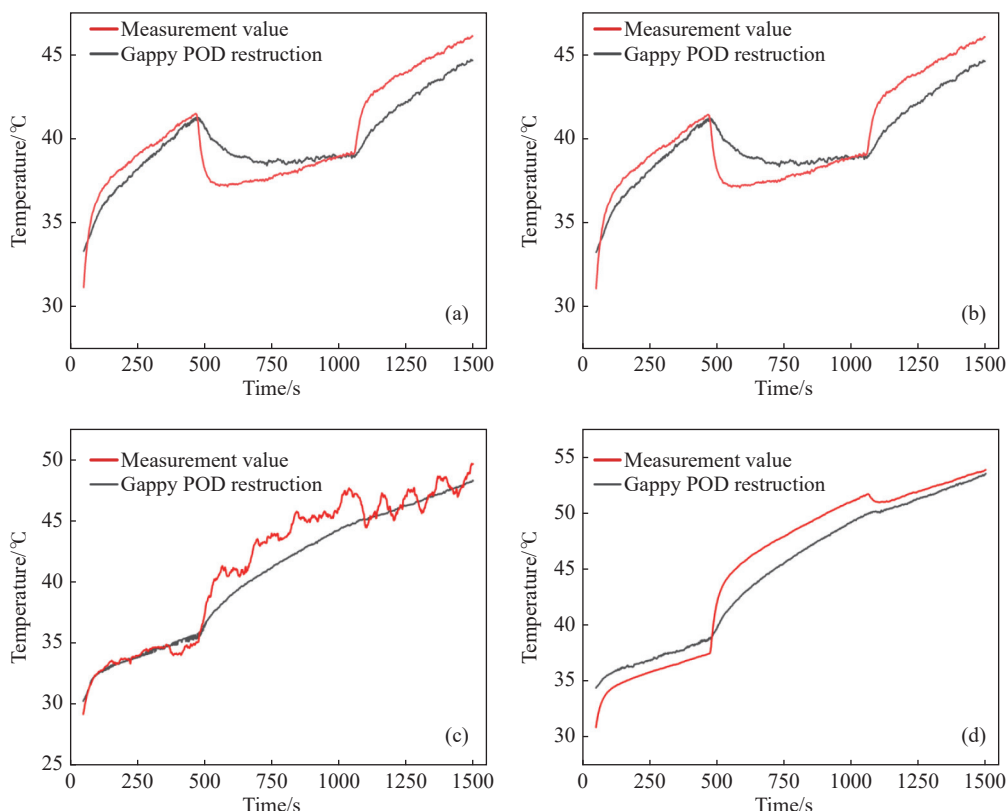 Measurement value
Gappy POD restruction
45
40
35
30
Temperature/℃
(a)
0 250 500 750 1000 1250 1500
Time/s
Measurement value
Gappy POD restruction
45
40
35
30
Temperature/℃
(b)
0 250 500 750 1000 1250 1500
Time/s
Measurement value
Gappy POD restruction
50
45
40
35
30
25
Temperature/℃
(c)
0 250 500 750 1000 1250 1500
Time/s
Measurement value
Gappy POD restruction
55
50
45
40
35
30
Temperature/℃
(d)
0 250 500 750 1000 1250 1500
Time/s